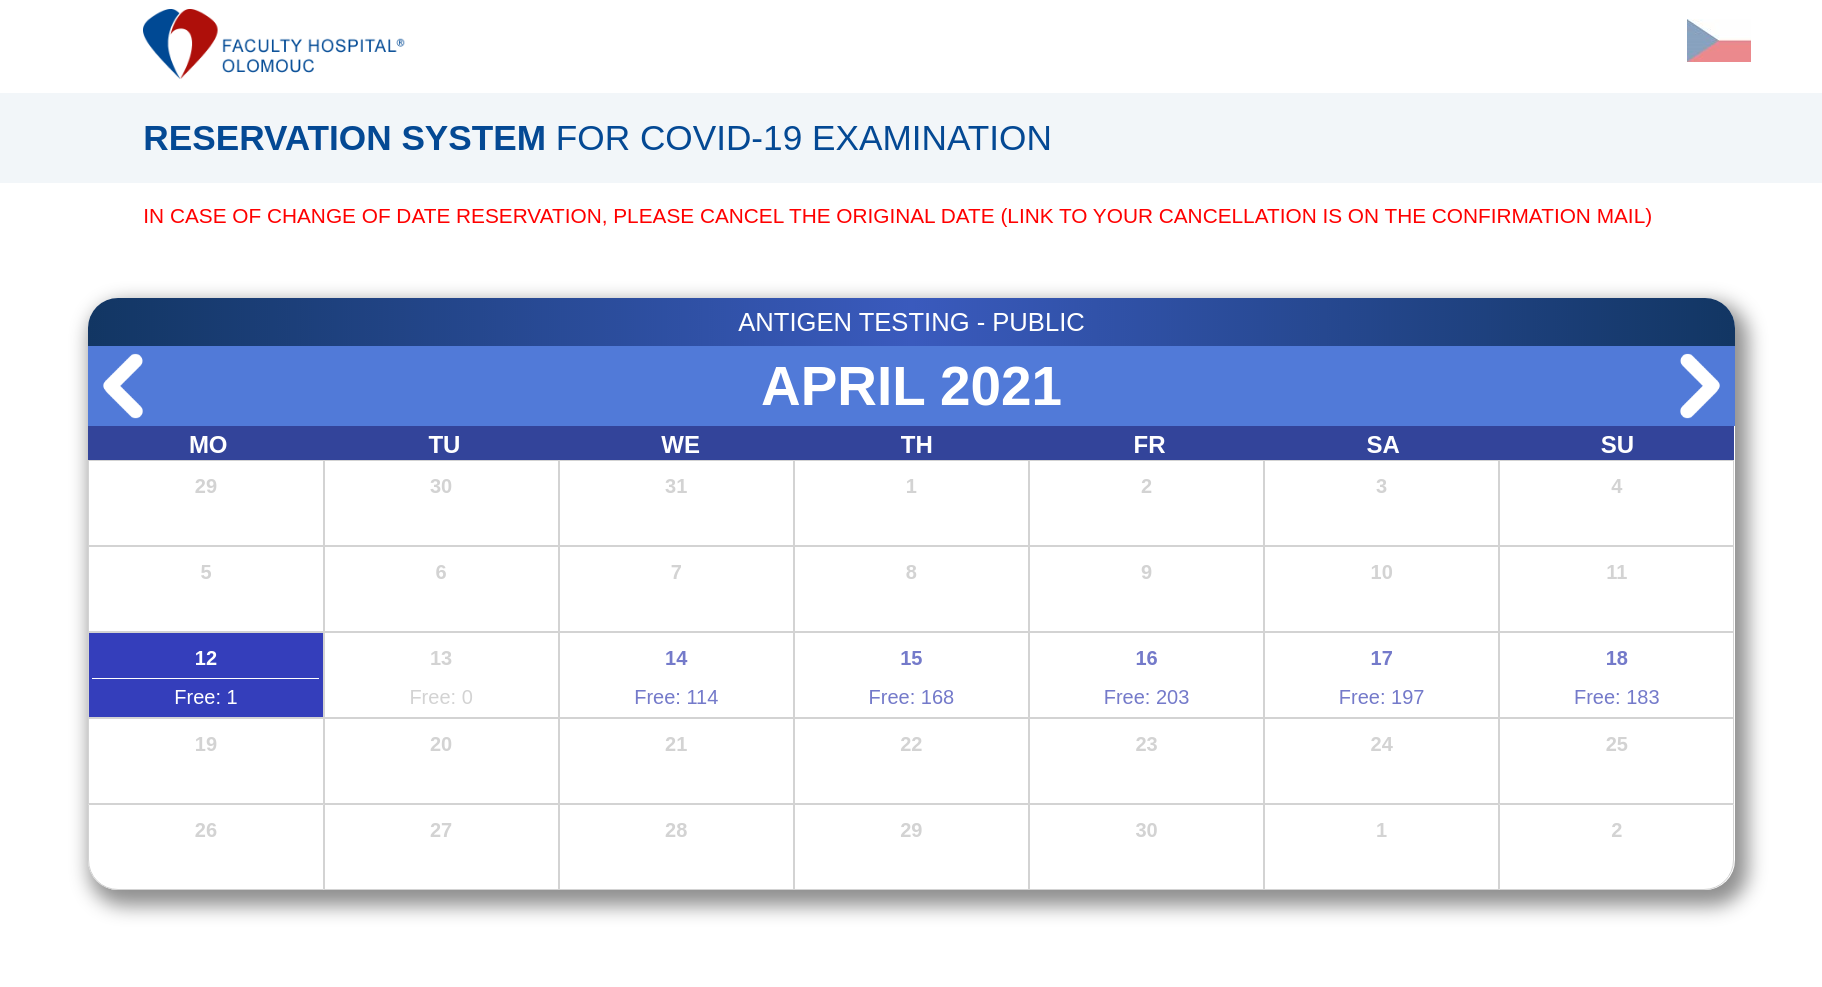 FACULTY HOSPITAL®
OLOMOUC
RESERVATION SYSTEM FOR COVID-19 EXAMINATION
IN CASE OF CHANGE OF DATE RESERVATION, PLEASE CANCEL THE ORIGINAL DATE (LINK TO YOUR CANCELLATION IS ON THE CONFIRMATION MAIL)
ANTIGEN TESTING - PUBLIC
APRIL 2021
MO TU WE TH FR SA SU
29 30 31 1 2 3 4
5 6 7 8 9 10 11
12 13 14 15 16 17 18
Free: 1 Free: 0 Free: 114 Free: 168 Free: 203 Free: 197 Free: 183
19 20 21 22 23 24 25
26 27 28 29 30 1 2